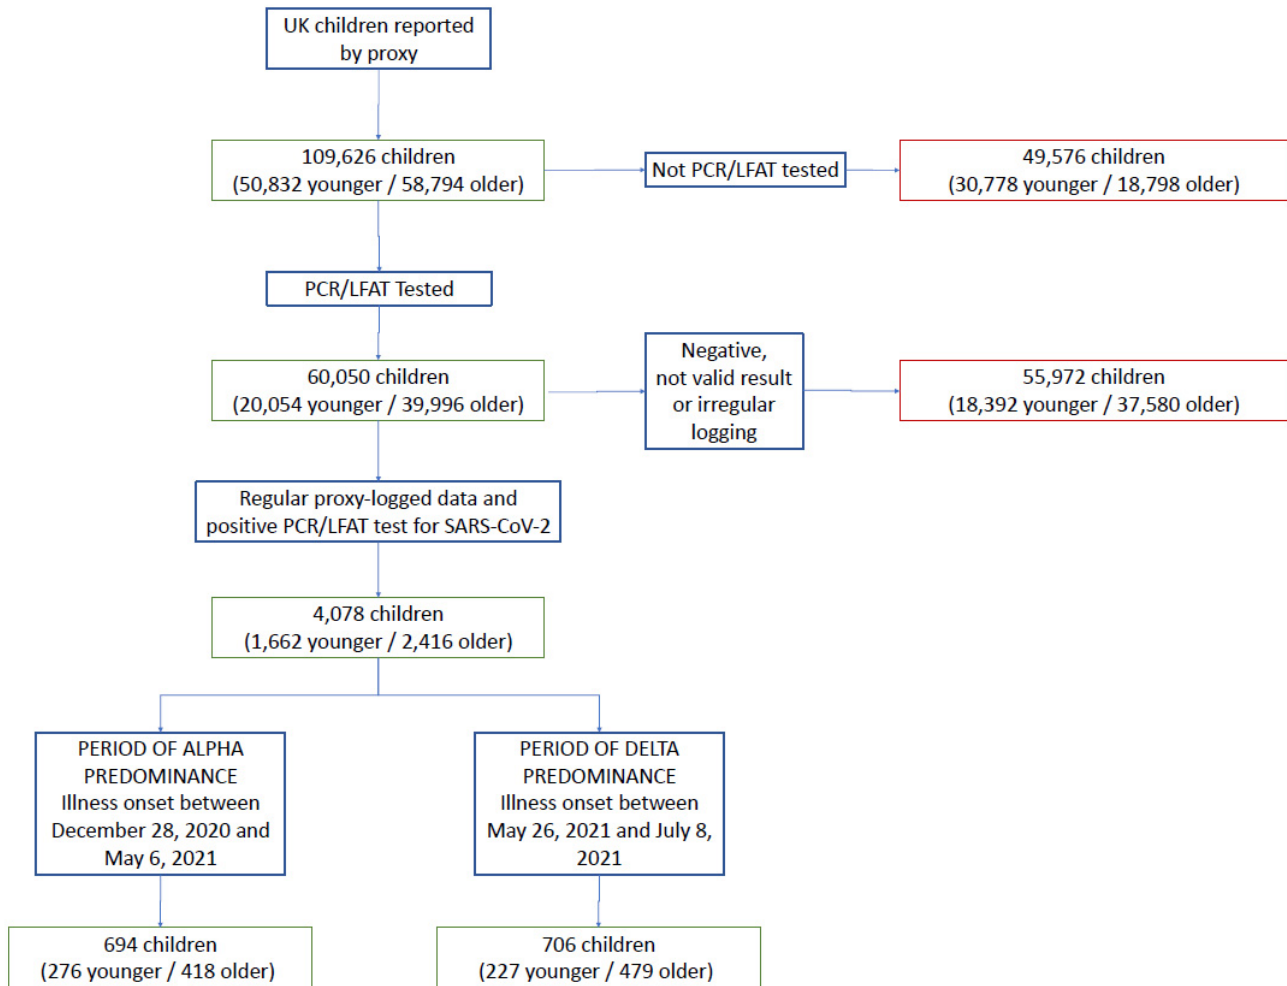 UK children reported
by proxy
109,626 children
(50,832 younger / 58,794 older)
Not PCR/LFAT tested
49,576 children
(30,778 younger / 18,798 older)
PCR/LFAT Tested
60,050 children
(20,054 younger / 39,996 older)
Negative,
not valid result
or irregular
logging
55,972 children
(18,392 younger / 37,580 older)
Regular proxy-logged data and
positive PCR/LFAT test for SARS-CoV-2
4,078 children
(1,662 younger / 2,416 older)
PERIOD OF ALPHA
PREDOMINANCE
Illness onset between
December 28, 2020 and
May 6, 2021
PERIOD OF DELTA
PREDOMINANCE
Illness onset between
May 26, 2021 and July 8,
2021
694 children
(276 younger / 418 older)
706 children
(227 younger / 479 older)